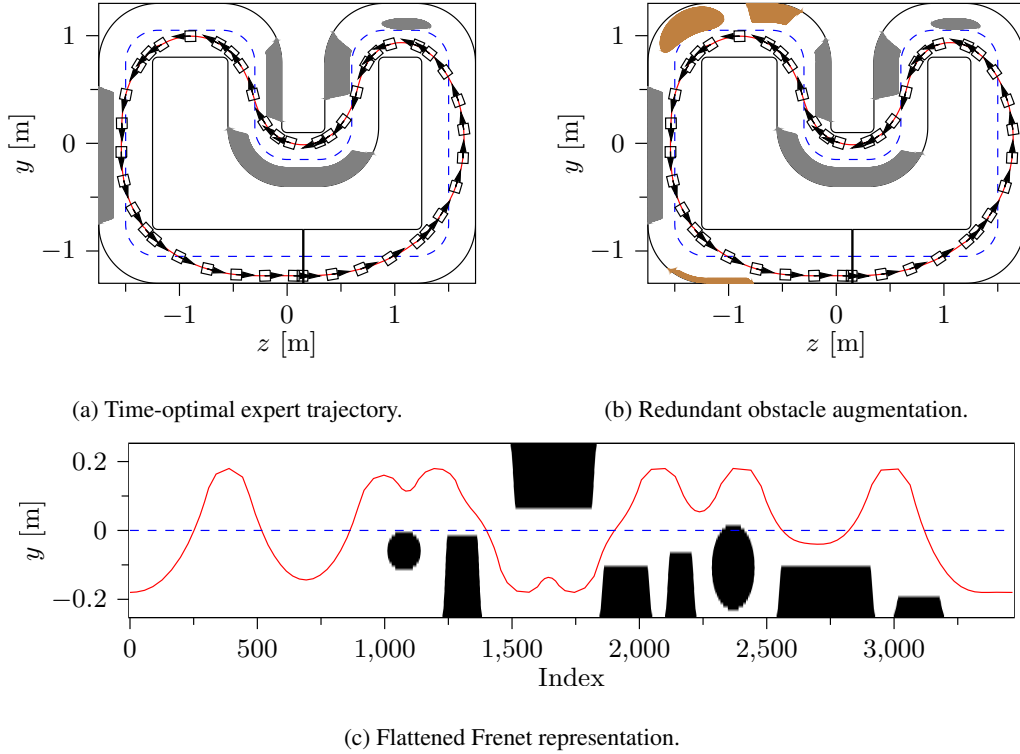 1
0
−1
y [m]
−1 0 1
z [m]
(a) Time-optimal expert trajectory.
1
0
−1
y [m]
−1 0 1
z [m]
(b) Redundant obstacle augmentation.
0.2
0
−0.2
y [m]
0 500 1,000 1,500 2,000 2,500 3,000
Index
(c) Flattened Frenet representation.